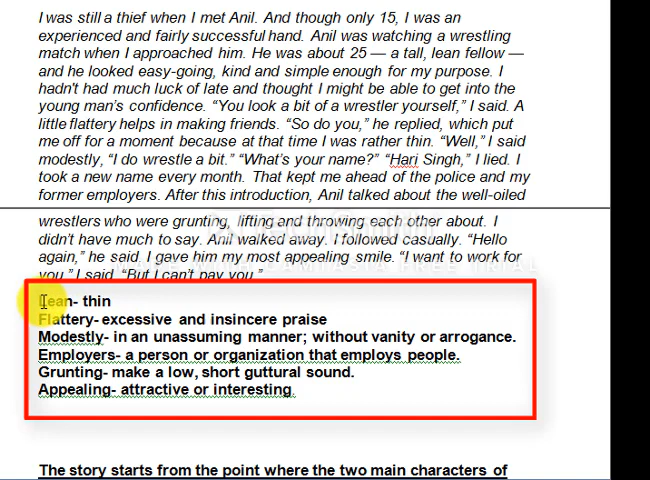 I was still a thief when I met Anil. And though only 15, I was an
experienced and fairly successful hand. Anil was watching a wrestling
match when I approached him. He was about 25 — a tall, lean fellow —
and he looked easy-going, kind and simple enough for my purpose. I
hadn't had much luck of late and thought I might be able to get into the
young man's confidence. “You look a bit of a wrestler yourself,” I said. A
little flattery helps in making friends. “So do you,” he replied, which put
me off for a moment because at that time I was rather thin. “Well,” I said
modestly, “I do wrestle a bit.” “What's your name?” “Hari Singh,” I lied. I
took a new name every month. That kept me ahead of the police and my
former employers. After this introduction, Anil talked about the well-oiled
wrestlers who were grunting, lifting and throwing each other about. I
TechSmith
didn't have much to say. Anil walked away. I followed casually. “Hello
again,” he said. I gave him my most appealing smile. “I want to work for
MADE WITH CAMTASIA FREE TRIAL
you,” I said. “But I can't pay you.”
Lean- thin
Flattery- excessive and insincere praise
Modestly- in an unassuming manner; without vanity or arrogance.
Employers- a person or organization that employs people.
Grunting- make a low, short guttural sound.
Appealing- attractive or interesting
The story starts from the point where the two main characters of